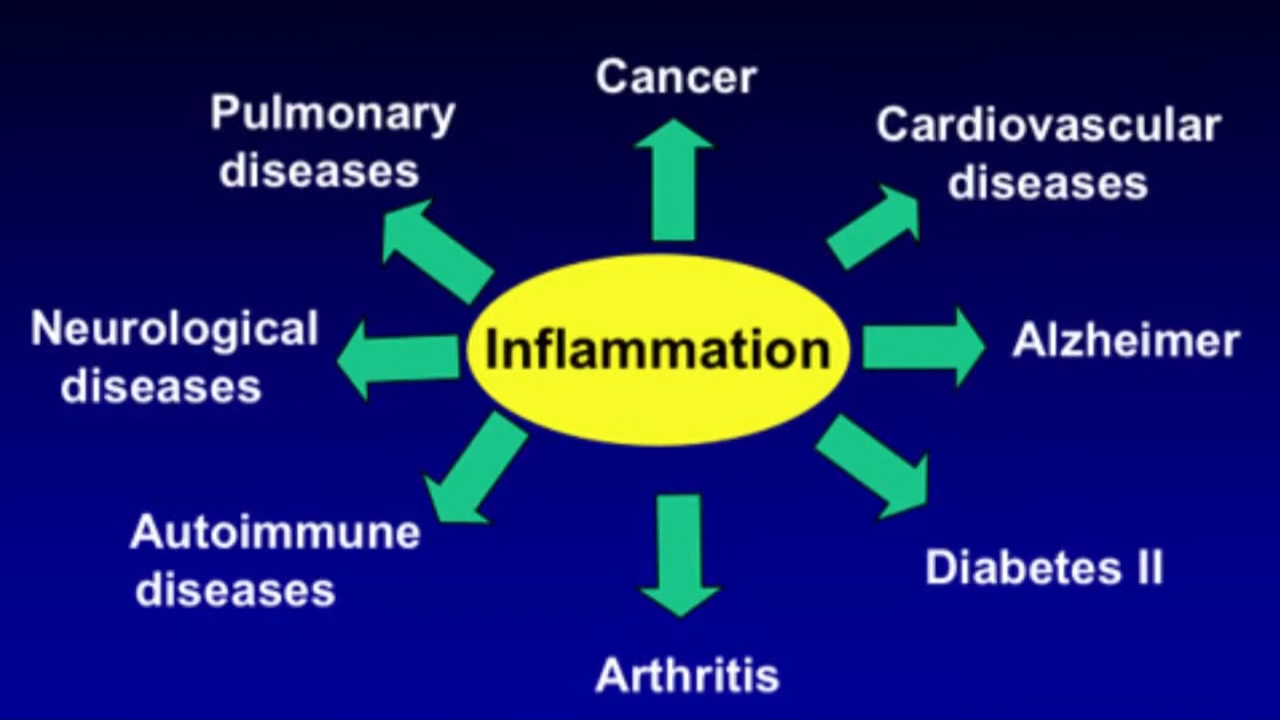 Cancer
Pulmonary
diseases
Cardiovascular
diseases
Neurological
diseases
Inflammation
Alzheimer
Autoimmune
diseases
Diabetes II
Arthritis